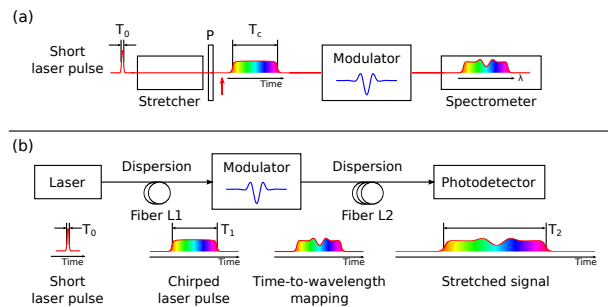 (a)
T0
P
Tc
Short
laser pulse
Stretcher
Time
Modulator
λ
Spectrometer
(b)
Laser
Dispersion
Fiber L1
Modulator
Dispersion
Fiber L2
Photodetector
T0
Time
T1
Time
Time
T2
Time
Short
laser pulse
Chirped
laser pulse
Time-to-wavelength
mapping
Stretched signal